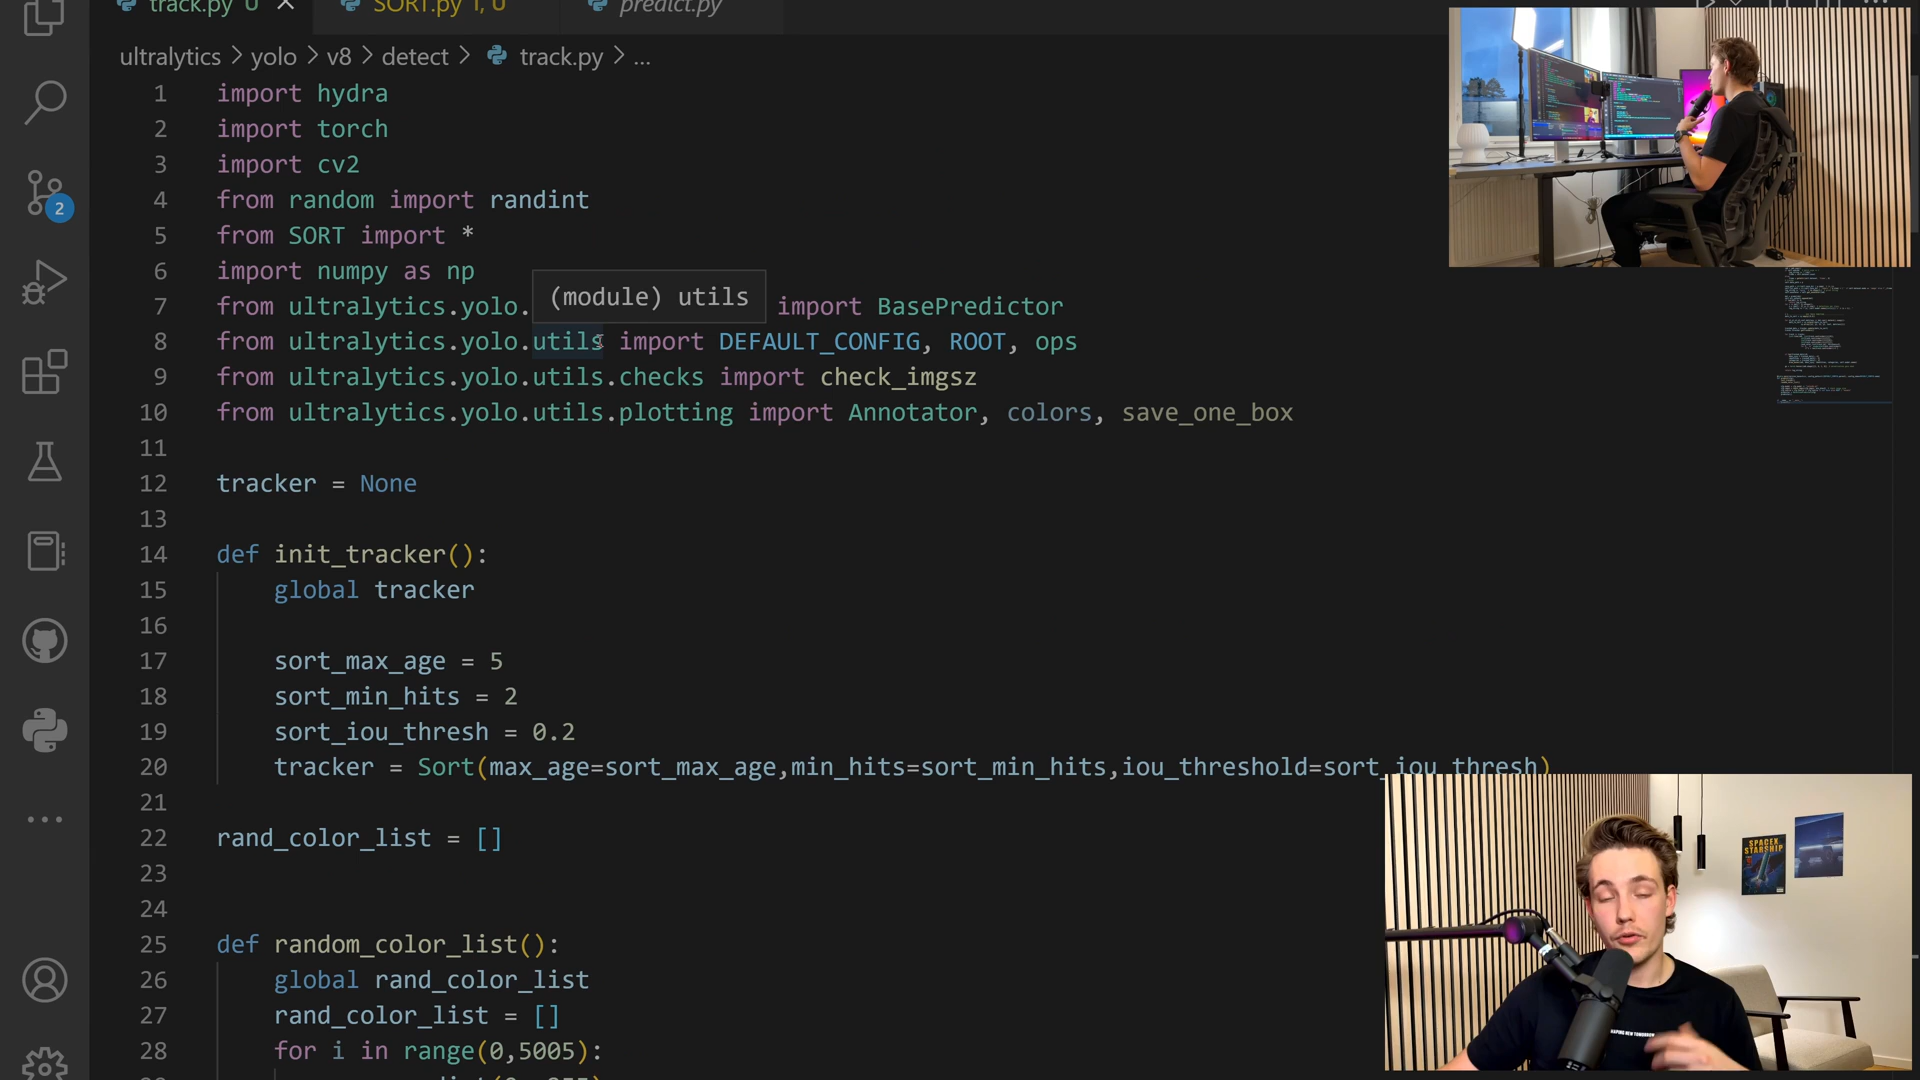 track.py U
SORT.py 1, U
predict.py
ultralytics > yolo > v8 > detect > track.py > ...
1 import hydra
2 import torch
3 import cv2
4 from random import randint
5 from SORT import *
6 import numpy as np
(module) utils
7 from ultralytics.yolo. import BasePredictor
8 from ultralytics.yolo.utils import DEFAULT_CONFIG, ROOT, ops
9 from ultralytics.yolo.utils.checks import check_imgsz
10 from ultralytics.yolo.utils.plotting import Annotator, colors, save_one_box
11
12 tracker = None
13
14 def init_tracker():
15 global tracker
16
17 sort_max_age = 5
18 sort_min_hits = 2
19 sort_iou_thresh = 0.2
20 tracker = Sort(max_age=sort_max_age,min_hits=sort_min_hits,iou_threshold=sort_iou_thresh)
21
22 rand_color_list = []
23
24
25 def random_color_list():
26 global rand_color_list
27 rand_color_list = []
28 for i in range(0,5005):
2
SPACEX
STARSHIP